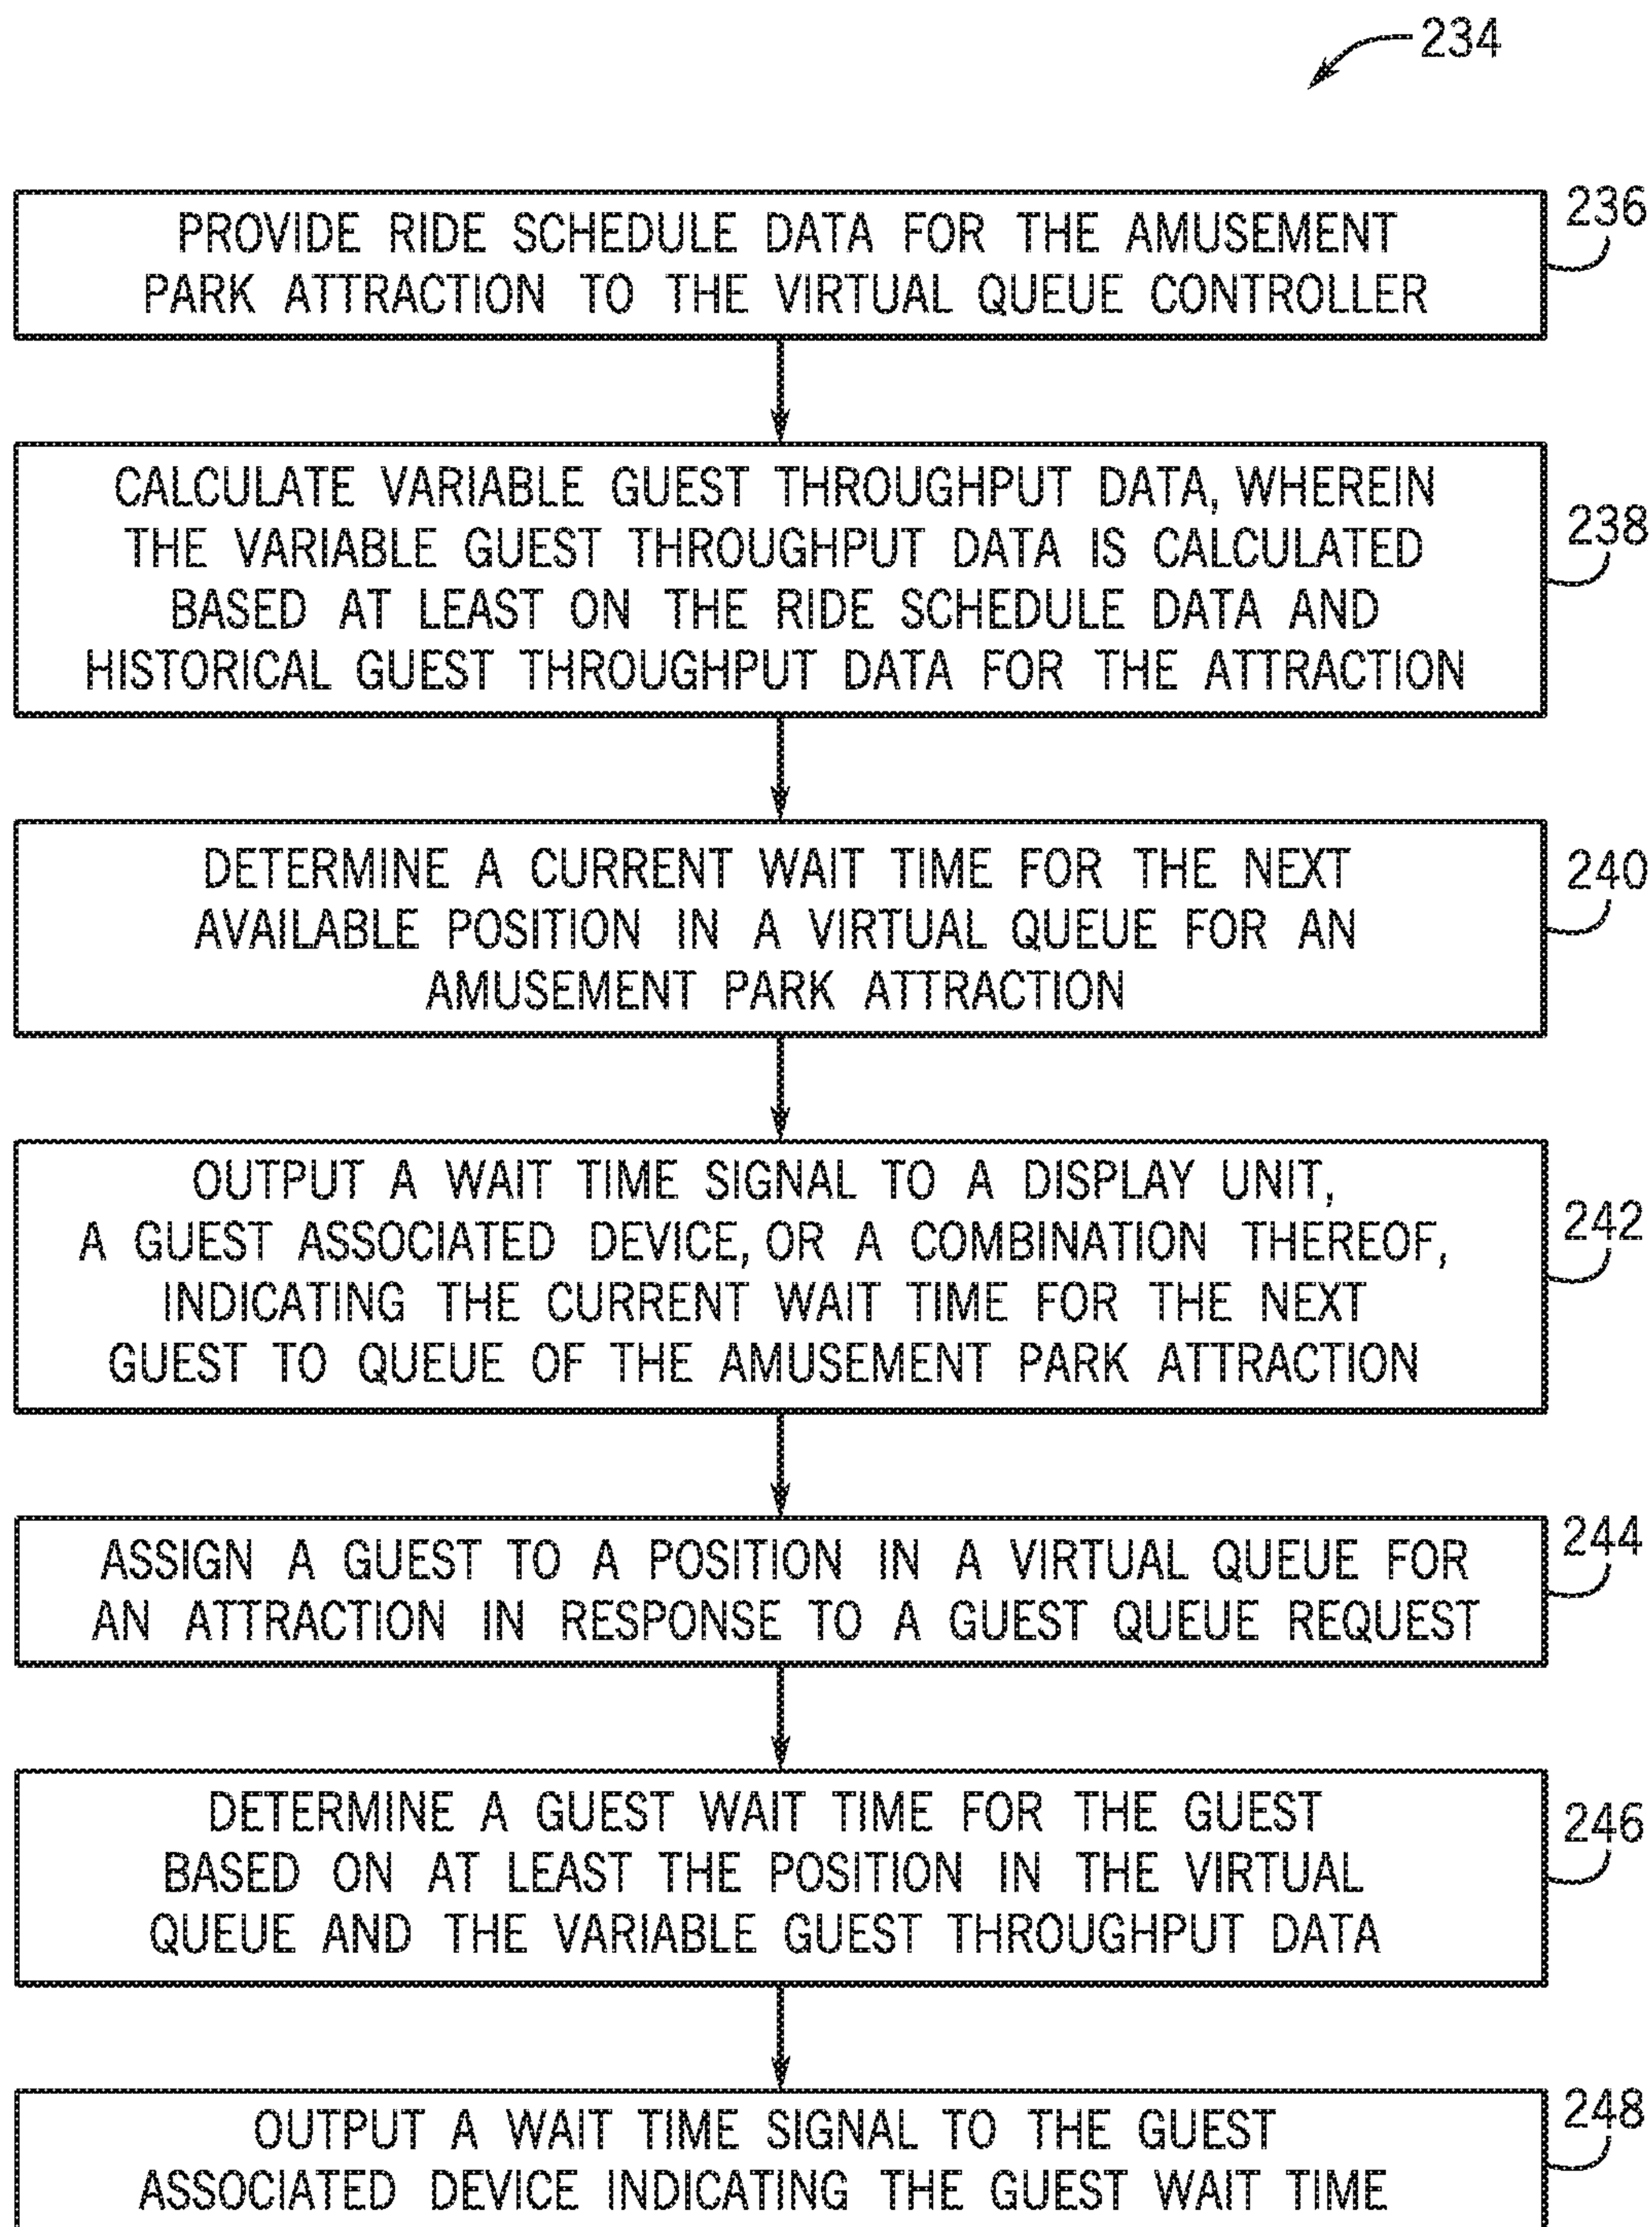 234
PROVIDE RIDE SCHEDULE DATA FOR THE AMUSEMENT
PARK ATTRACTION TO THE VIRTUAL QUEUE CONTROLLER
236
CALCULATE VARIABLE GUEST THROUGHPUT DATA, WHEREIN
THE VARIABLE GUEST THROUGHPUT DATA IS CALCULATED
BASED AT LEAST ON THE RIDE SCHEDULE DATA AND
HISTORICAL GUEST THROUGHPUT DATA FOR THE ATTRACTION
238
DETERMINE A CURRENT WAIT TIME FOR THE NEXT
AVAILABLE POSITION IN A VIRTUAL QUEUE FOR AN
AMUSEMENT PARK ATTRACTION
240
OUTPUT A WAIT TIME SIGNAL TO A DISPLAY UNIT,
A GUEST ASSOCIATED DEVICE, OR A COMBINATION THEREOF,
INDICATING THE CURRENT WAIT TIME FOR THE NEXT
GUEST TO QUEUE OF THE AMUSEMENT PARK ATTRACTION
242
ASSIGN A GUEST TO A POSITION IN A VIRTUAL QUEUE FOR
AN ATTRACTION IN RESPONSE TO A GUEST QUEUE REQUEST
244
DETERMINE A GUEST WAIT TIME FOR THE GUEST
BASED ON AT LEAST THE POSITION IN THE VIRTUAL
QUEUE AND THE VARIABLE GUEST THROUGHPUT DATA
246
OUTPUT A WAIT TIME SIGNAL TO THE GUEST
ASSOCIATED DEVICE INDICATING THE GUEST WAIT TIME
248